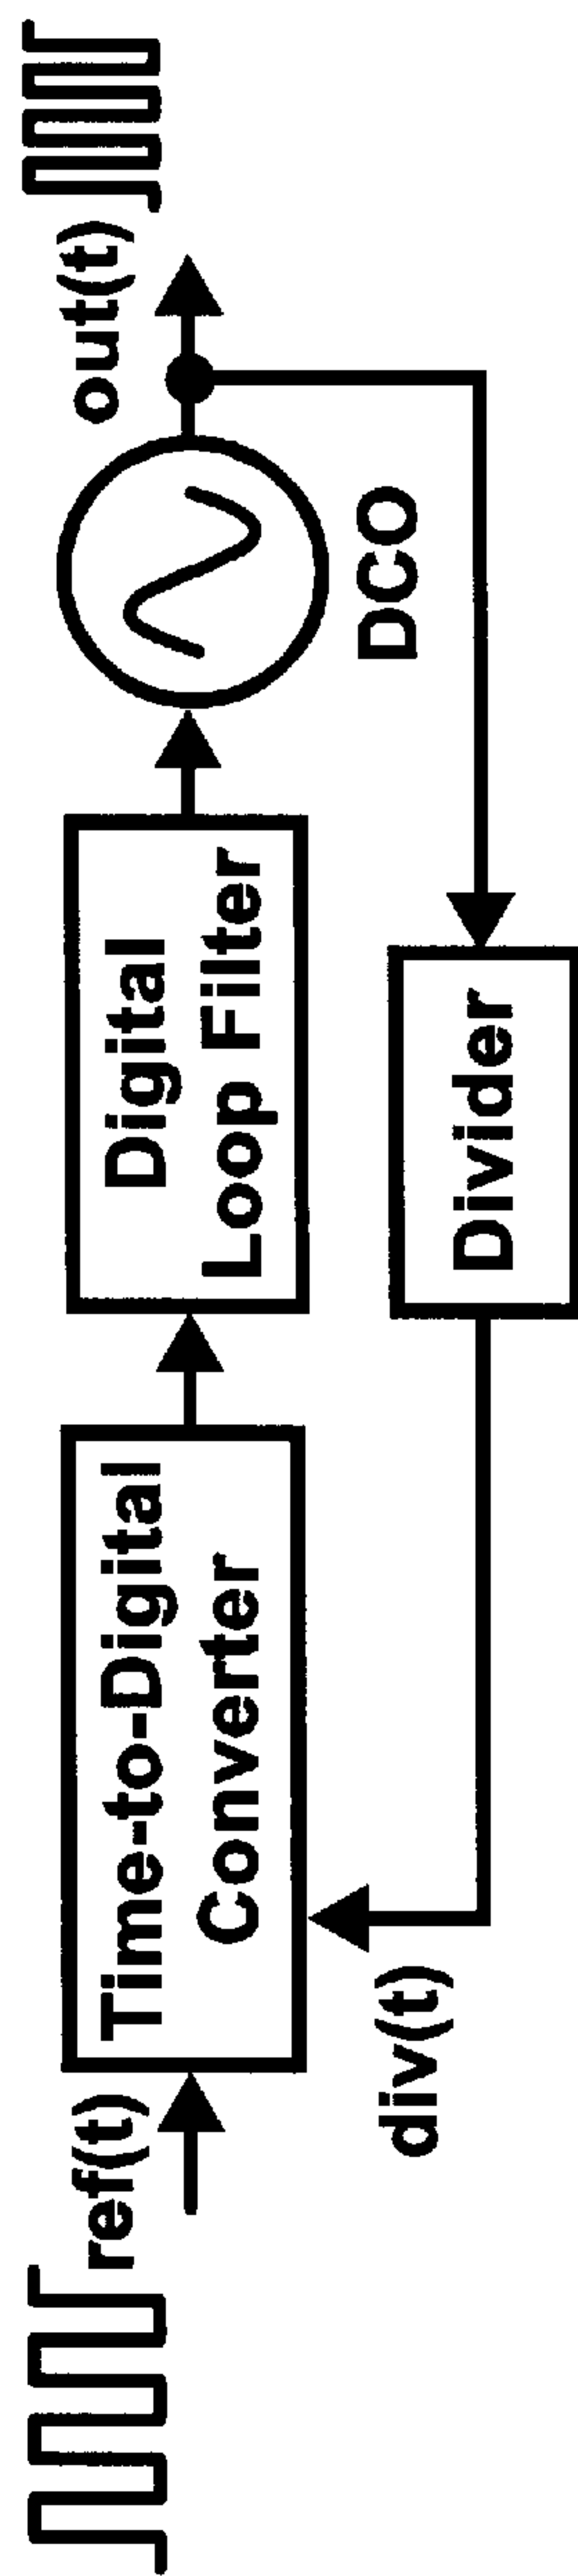 ref(t)
Time-to-Digital
Converter
Digital
Loop Filter
out(t)
DCO
div(t)
Divider